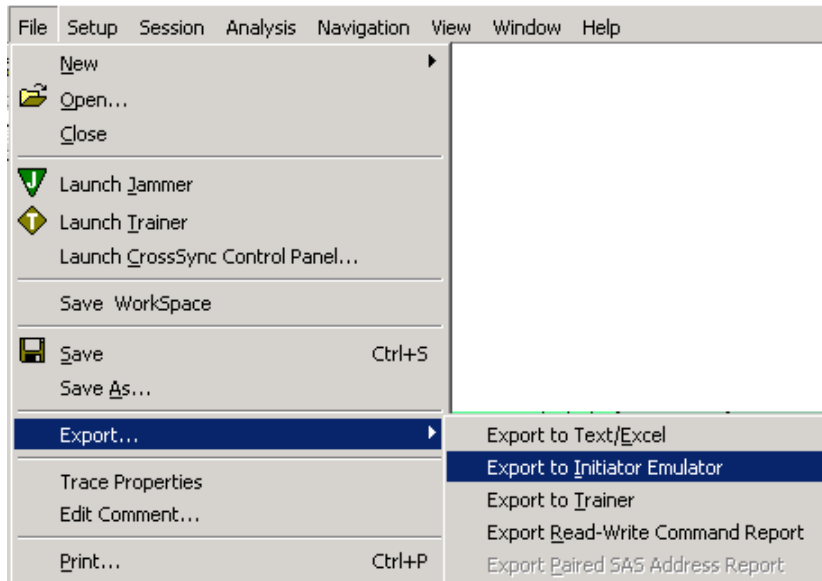 File Setup Session Analysis Navigation View Window Help
New
Open...
Close
J
Launch Jammer
T
Launch Trainer
Launch CrossSync Control Panel...
Save WorkSpace
Save Ctrl+S
Save As...
Export...
Export to Text/Excel
Export to Initiator Emulator
Export to Trainer
Export Read-Write Command Report
Export Paired SAS Address Report
Trace Properties
Edit Comment...
Print... Ctrl+P